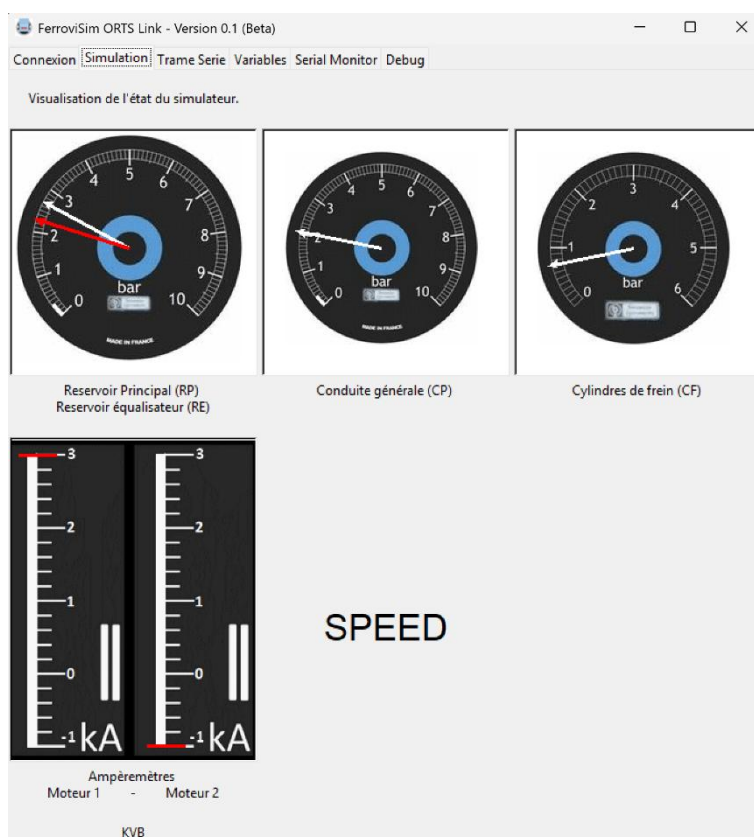 FerroviSim ORTS Link - Version 0.1 (Beta)
Connexion Simulation Trame Serie Variables Serial Monitor Debug
Visualisation de l'état du simulateur.
0 1 2 3 4 5 6 7 8 9 10
bar
MADE IN FRANCE
0 1 2 3 4 5 6 7 8 9 10
bar
MADE IN FRANCE
0 1 2 3 4 5 6
bar
Reservoir Principal (RP)
Reservoir équalisateur (RE)
Conduite générale (CP)
Cylindres de frein (CF)
3
2
1
0
-1 kA
3
2
1
0
-1 kA
SPEED
Ampèremètres
Moteur 1 - Moteur 2
KVB